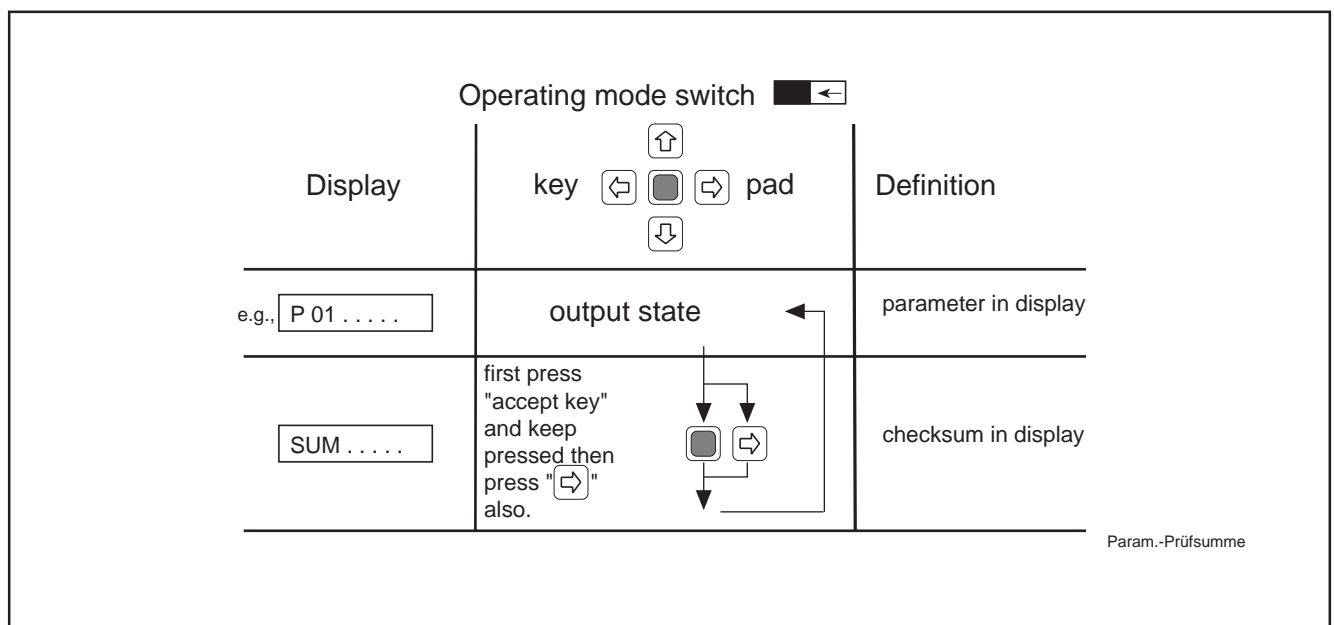 Operating mode switch
Display
key pad
Definition
e.g., P 01 . . . . .
output state
parameter in display
SUM . . . . .
first press
"accept key"
and keep
pressed then
press " "
also.
checksum in display
Param.-Prüfsumme